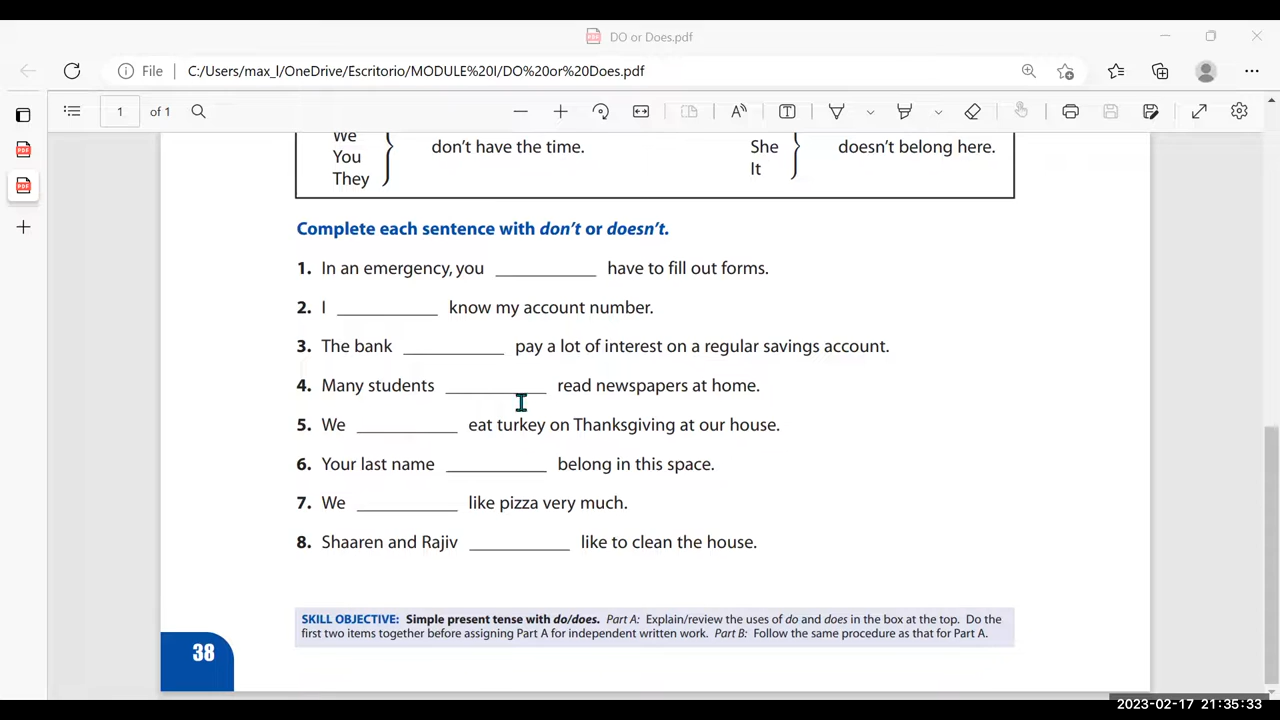 DO or Does.pdf
File
C:/Users/max_l/OneDrive/Escritorio/MODULE%20I/DO%20or%20Does.pdf
1 of 1
We
You
They
don't have the time.
She
It
doesn't belong here.
Complete each sentence with don't or doesn't.
1. In an emergency, you __________ have to fill out forms.
2. I __________ know my account number.
3. The bank __________ pay a lot of interest on a regular savings account.
4. Many students __________ read newspapers at home.
5. We __________ eat turkey on Thanksgiving at our house.
6. Your last name __________ belong in this space.
7. We __________ like pizza very much.
8. Shaaren and Rajiv __________ like to clean the house.
SKILL OBJECTIVE: Simple present tense with do/does. Part A: Explain/review the uses of do and does in the box at the top. Do the
first two items together before assigning Part A for independent written work. Part B: Follow the same procedure as that for Part A.
38
2023-02-17 21:35:33